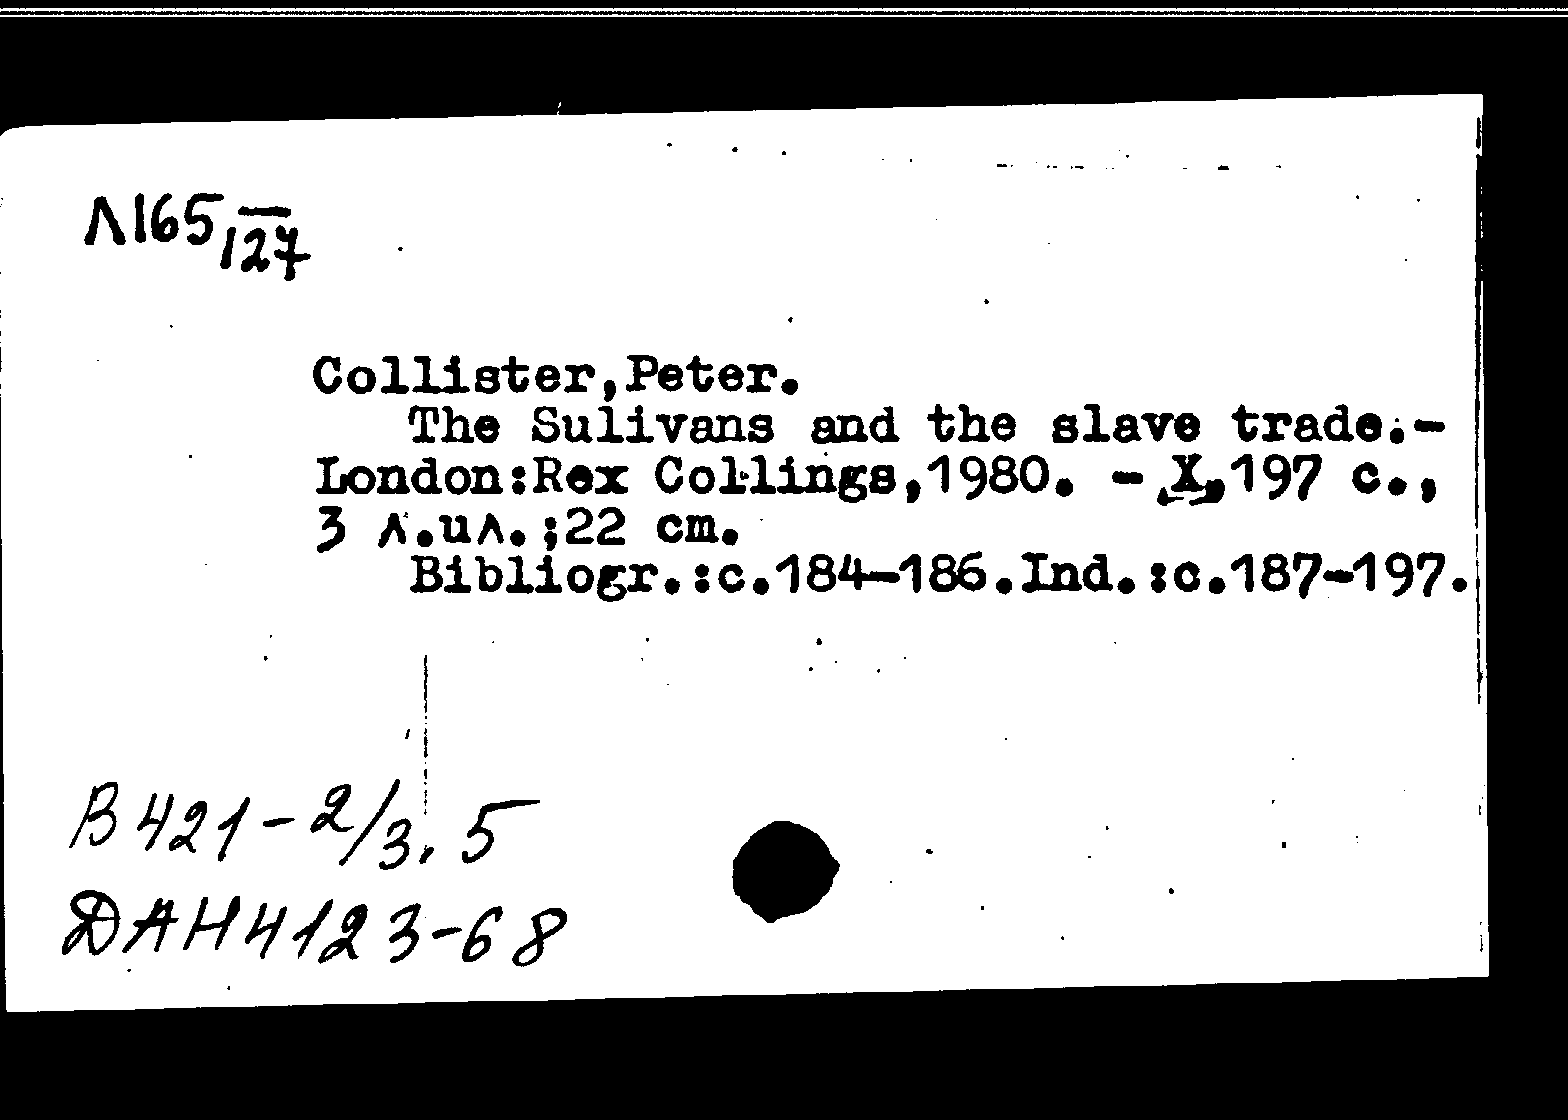 Л165/127
Collister,Peter.
The Sulivans and the slave trade.-
London:Rex Collings,1980. - X,197 c.,
3 л.ил.;22 cm.
Bibliogr.:c.184-186.Ind.:c.187-197.
В421-2/3.5
ДАН4123-68